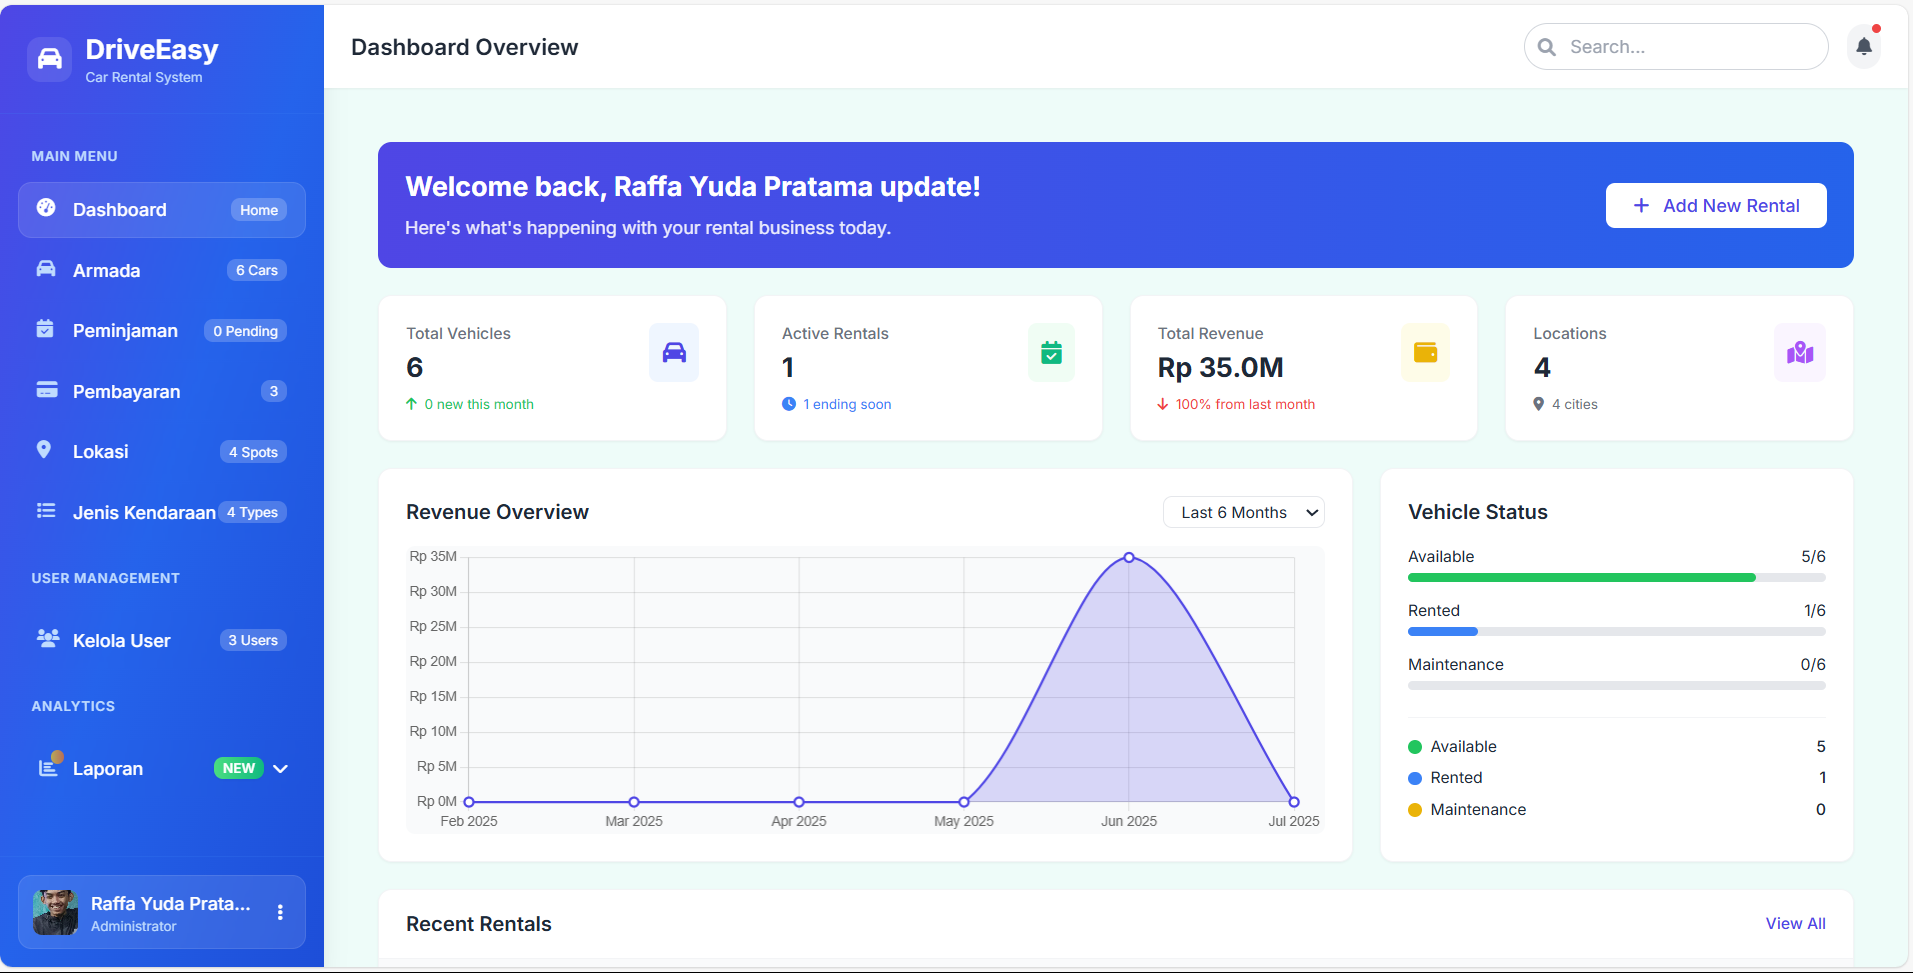 DriveEasy
Car Rental System
MAIN MENU
Dashboard Home
Armada 6 Cars
Peminjaman 0 Pending
Pembayaran 3
Lokasi 4 Spots
Jenis Kendaraan 4 Types
USER MANAGEMENT
Kelola User 3 Users
ANALYTICS
Laporan NEW
Raffa Yuda Prata...
Administrator
Dashboard Overview
Search...
Welcome back, Raffa Yuda Pratama update!
Here's what's happening with your rental business today.
+ Add New Rental
Total Vehicles
6
0 new this month
Active Rentals
1
1 ending soon
Total Revenue
Rp 35.0M
100% from last month
Locations
4
4 cities
Revenue Overview
Last 6 Months
Rp 35M
Rp 30M
Rp 25M
Rp 20M
Rp 15M
Rp 10M
Rp 5M
Rp 0M
Feb 2025 Mar 2025 Apr 2025 May 2025 Jun 2025 Jul 2025
Vehicle Status
Available 5/6
Rented 1/6
Maintenance 0/6
Available 5
Rented 1
Maintenance 0
Recent Rentals
View All